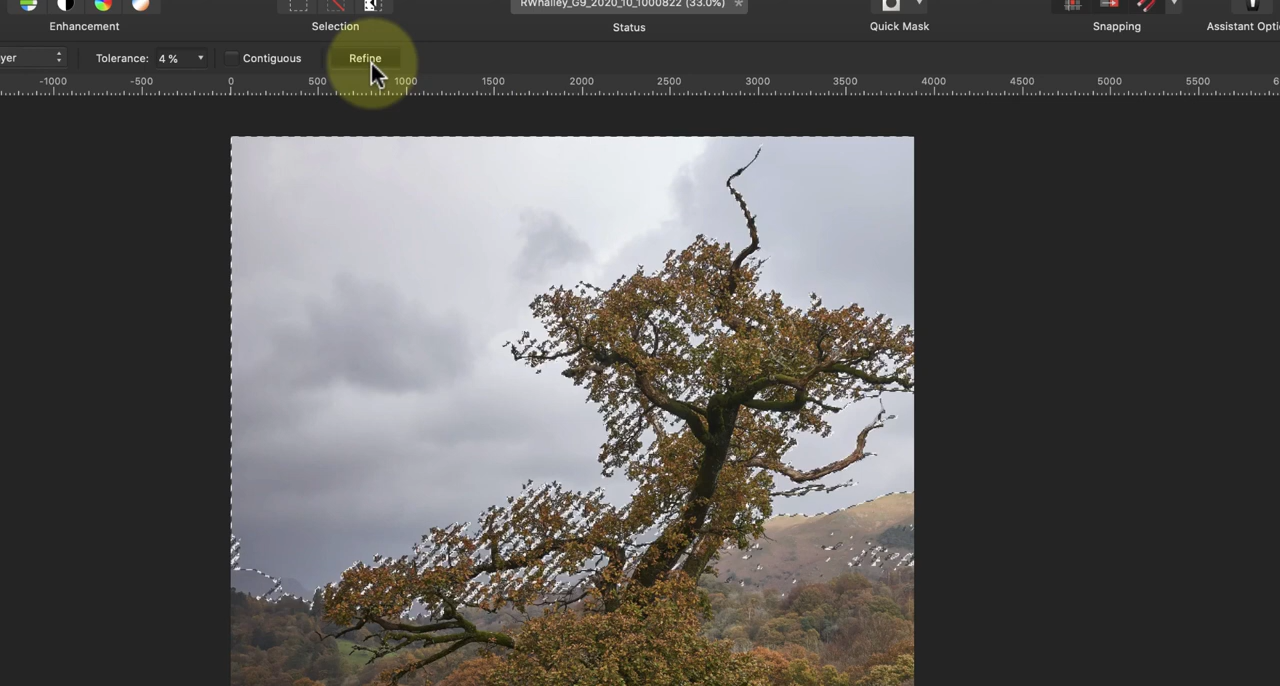 RWhalley_G9_2020_10_1000822 (33.0%) *
Enhancement Selection Status Quick Mask Snapping Assistant Opti
yer Tolerance: 4 % Contiguous Refine
-1000 -500 0 500 1000 1500 2000 2500 3000 3500 4000 4500 5000 5500 6